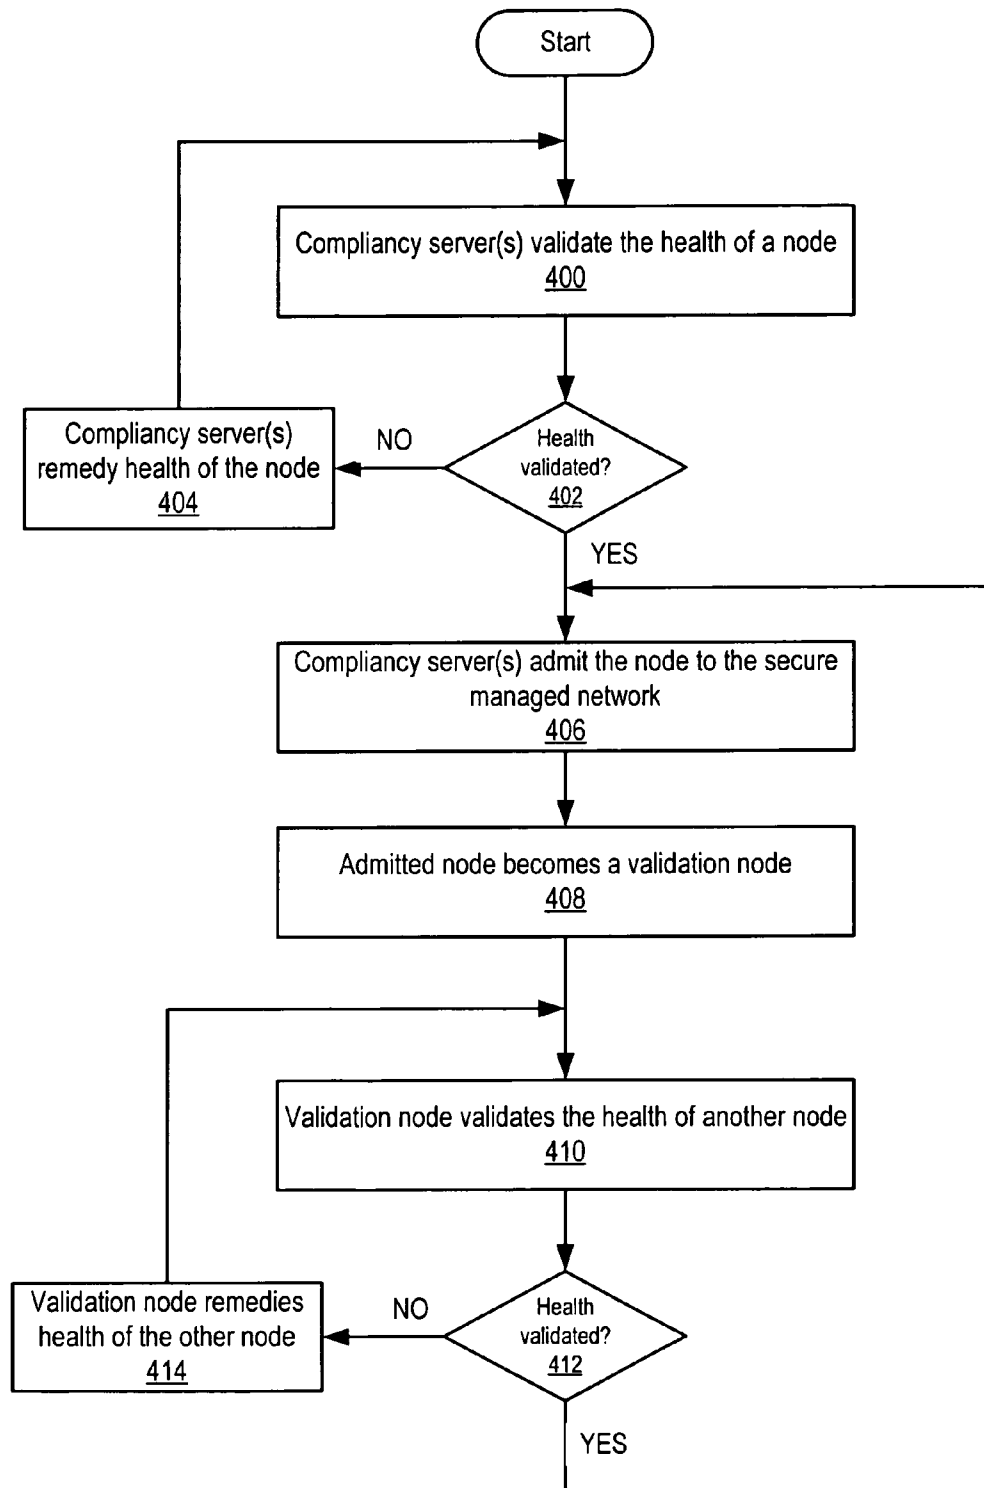 Start
Compliancy server(s) validate the health of a node
400
Health
validated?
402
NO
Compliancy server(s)
remedy health of the node
404
YES
Compliancy server(s) admit the node to the secure
managed network
406
Admitted node becomes a validation node
408
Validation node validates the health of another node
410
Health
validated?
412
NO
Validation node remedies
health of the other node
414
YES